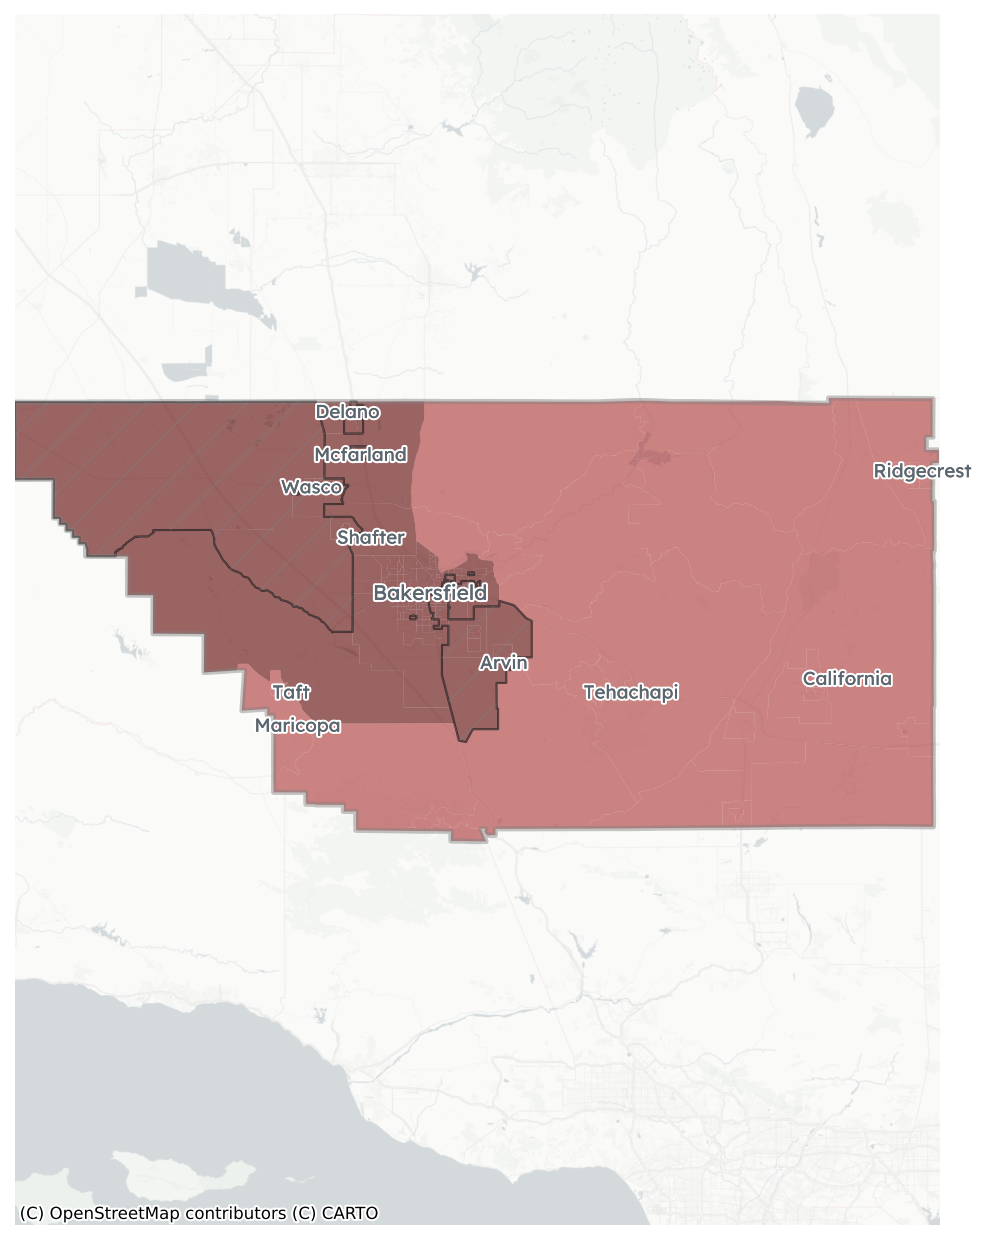 Delano
Mcfarland
Ridgecrest
Wasco
Shafter
Bakersfield
Arvin
California
Taft
Tehachapi
Maricopa
(C) OpenStreetMap contributors (C) CARTO